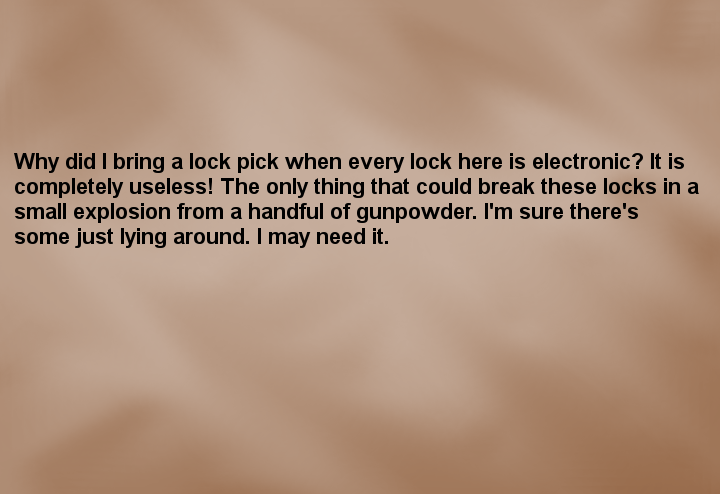 Why did I bring a lock pick when every lock here is electronic? It is
completely useless! The only thing that could break these locks in a
small explosion from a handful of gunpowder. I'm sure there's
some just lying around. I may need it.